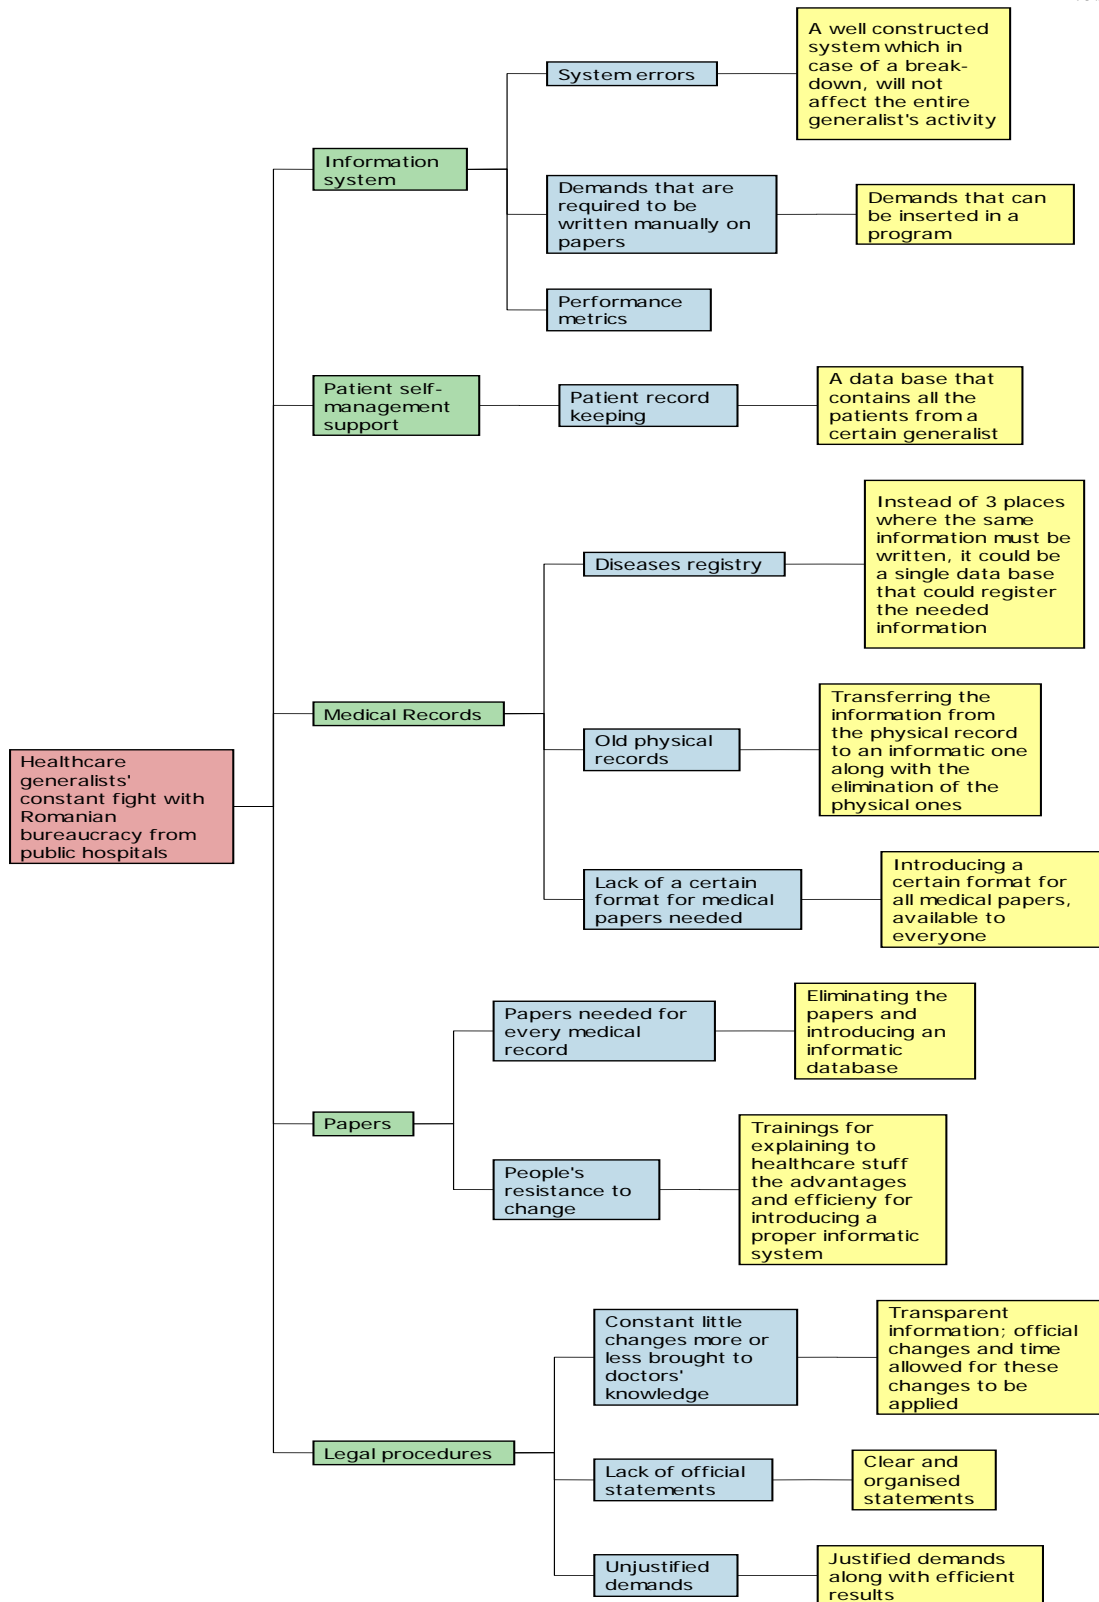 A well constructed
system which in
case of a break-
down, will not
affect the entire
generalist's activity
System errors
Information
system
Demands that are
required to be
written manually on
papers
Demands that can
be inserted in a
program
Performance
metrics
Patient self-
management
support
Patient record
keeping
A data base that
contains all the
patients from a
certain generalist
Instead of 3 places
where the same
information must be
written, it could be
a single data base
that could register
the needed
information
Diseases registry
Medical Records
Old physical
records
Transferring the
information from
the physical record
to an informatic one
along with the
elimination of the
physical ones
Healthcare
generalists'
constant fight with
Romanian
bureaucracy from
public hospitals
Lack of a certain
format for medical
papers needed
Introducing a
certain format for
all medical papers,
available to
everyone
Papers needed for
every medical
record
Eliminating the
papers and
introducing an
informatic
database
Papers
People's
resistance to
change
Trainings for
explaining to
healthcare stuff
the advantages
and efficieny for
introducing a
proper informatic
system
Constant little
changes more or
less brought to
doctors'
knowledge
Transparent
information; official
changes and time
allowed for these
changes to be
applied
Legal procedures
Lack of official
statements
Clear and
organised
statements
Unjustified
demands
Justified demands
along with efficient
results